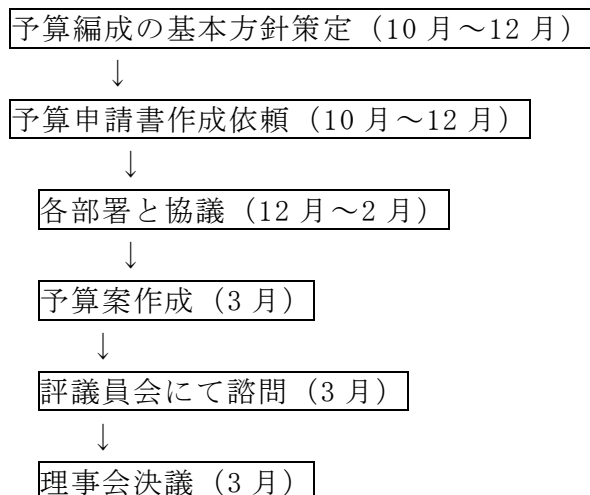 予算編成の基本方針策定（10 月～12 月）
↓
予算申請書作成依頼（10 月～12 月）
↓
各部署と協議（12 月～2 月）
↓
予算案作成（3 月）
↓
評議員会にて諮問（3 月）
↓
理事会決議（3 月）